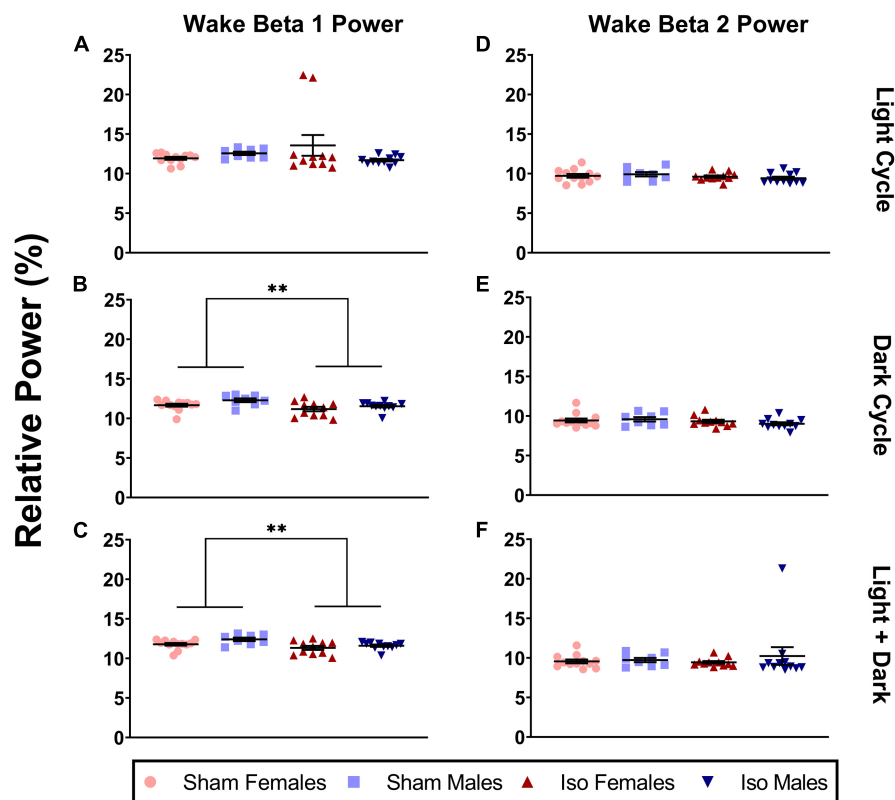 Wake Beta 1 Power
Wake Beta 2 Power
A
25
20
15
10
5
0
D
25
20
15
10
5
0
Light Cycle
B
**
25
20
15
10
5
0
E
25
20
15
10
5
0
Dark Cycle
C
**
25
20
15
10
5
0
F
25
20
15
10
5
0
Light + Dark
Relative Power (%)
Sham Females Sham Males Iso Females Iso Males